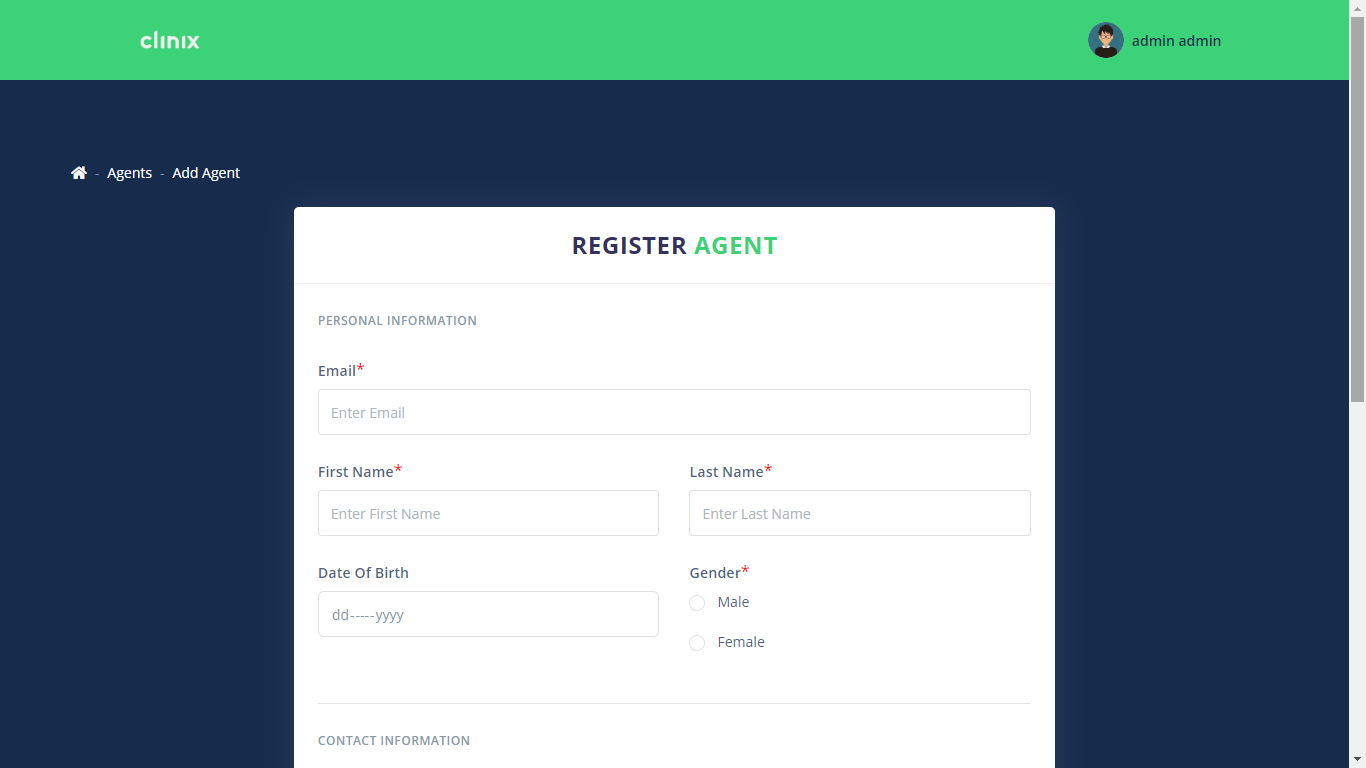 clinix
admin admin
- Agents - Add Agent
REGISTER AGENT
PERSONAL INFORMATION
Email*
Enter Email
First Name* Last Name*
Enter First Name Enter Last Name
Date Of Birth Gender*
Male
dd-----yyyy
Female
CONTACT INFORMATION